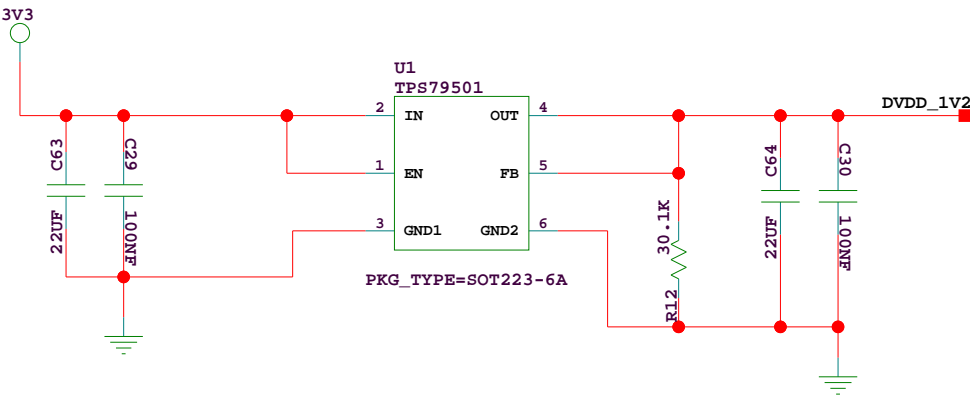 3V3
U1
TPS79501
DVDD_1V2
2 IN OUT 4
1 EN FB 5
3 GND1 GND2 6
C63
22UF
C29
100NF
30.1K
R12
C64
22UF
C30
100NF
PKG_TYPE=SOT223-6A